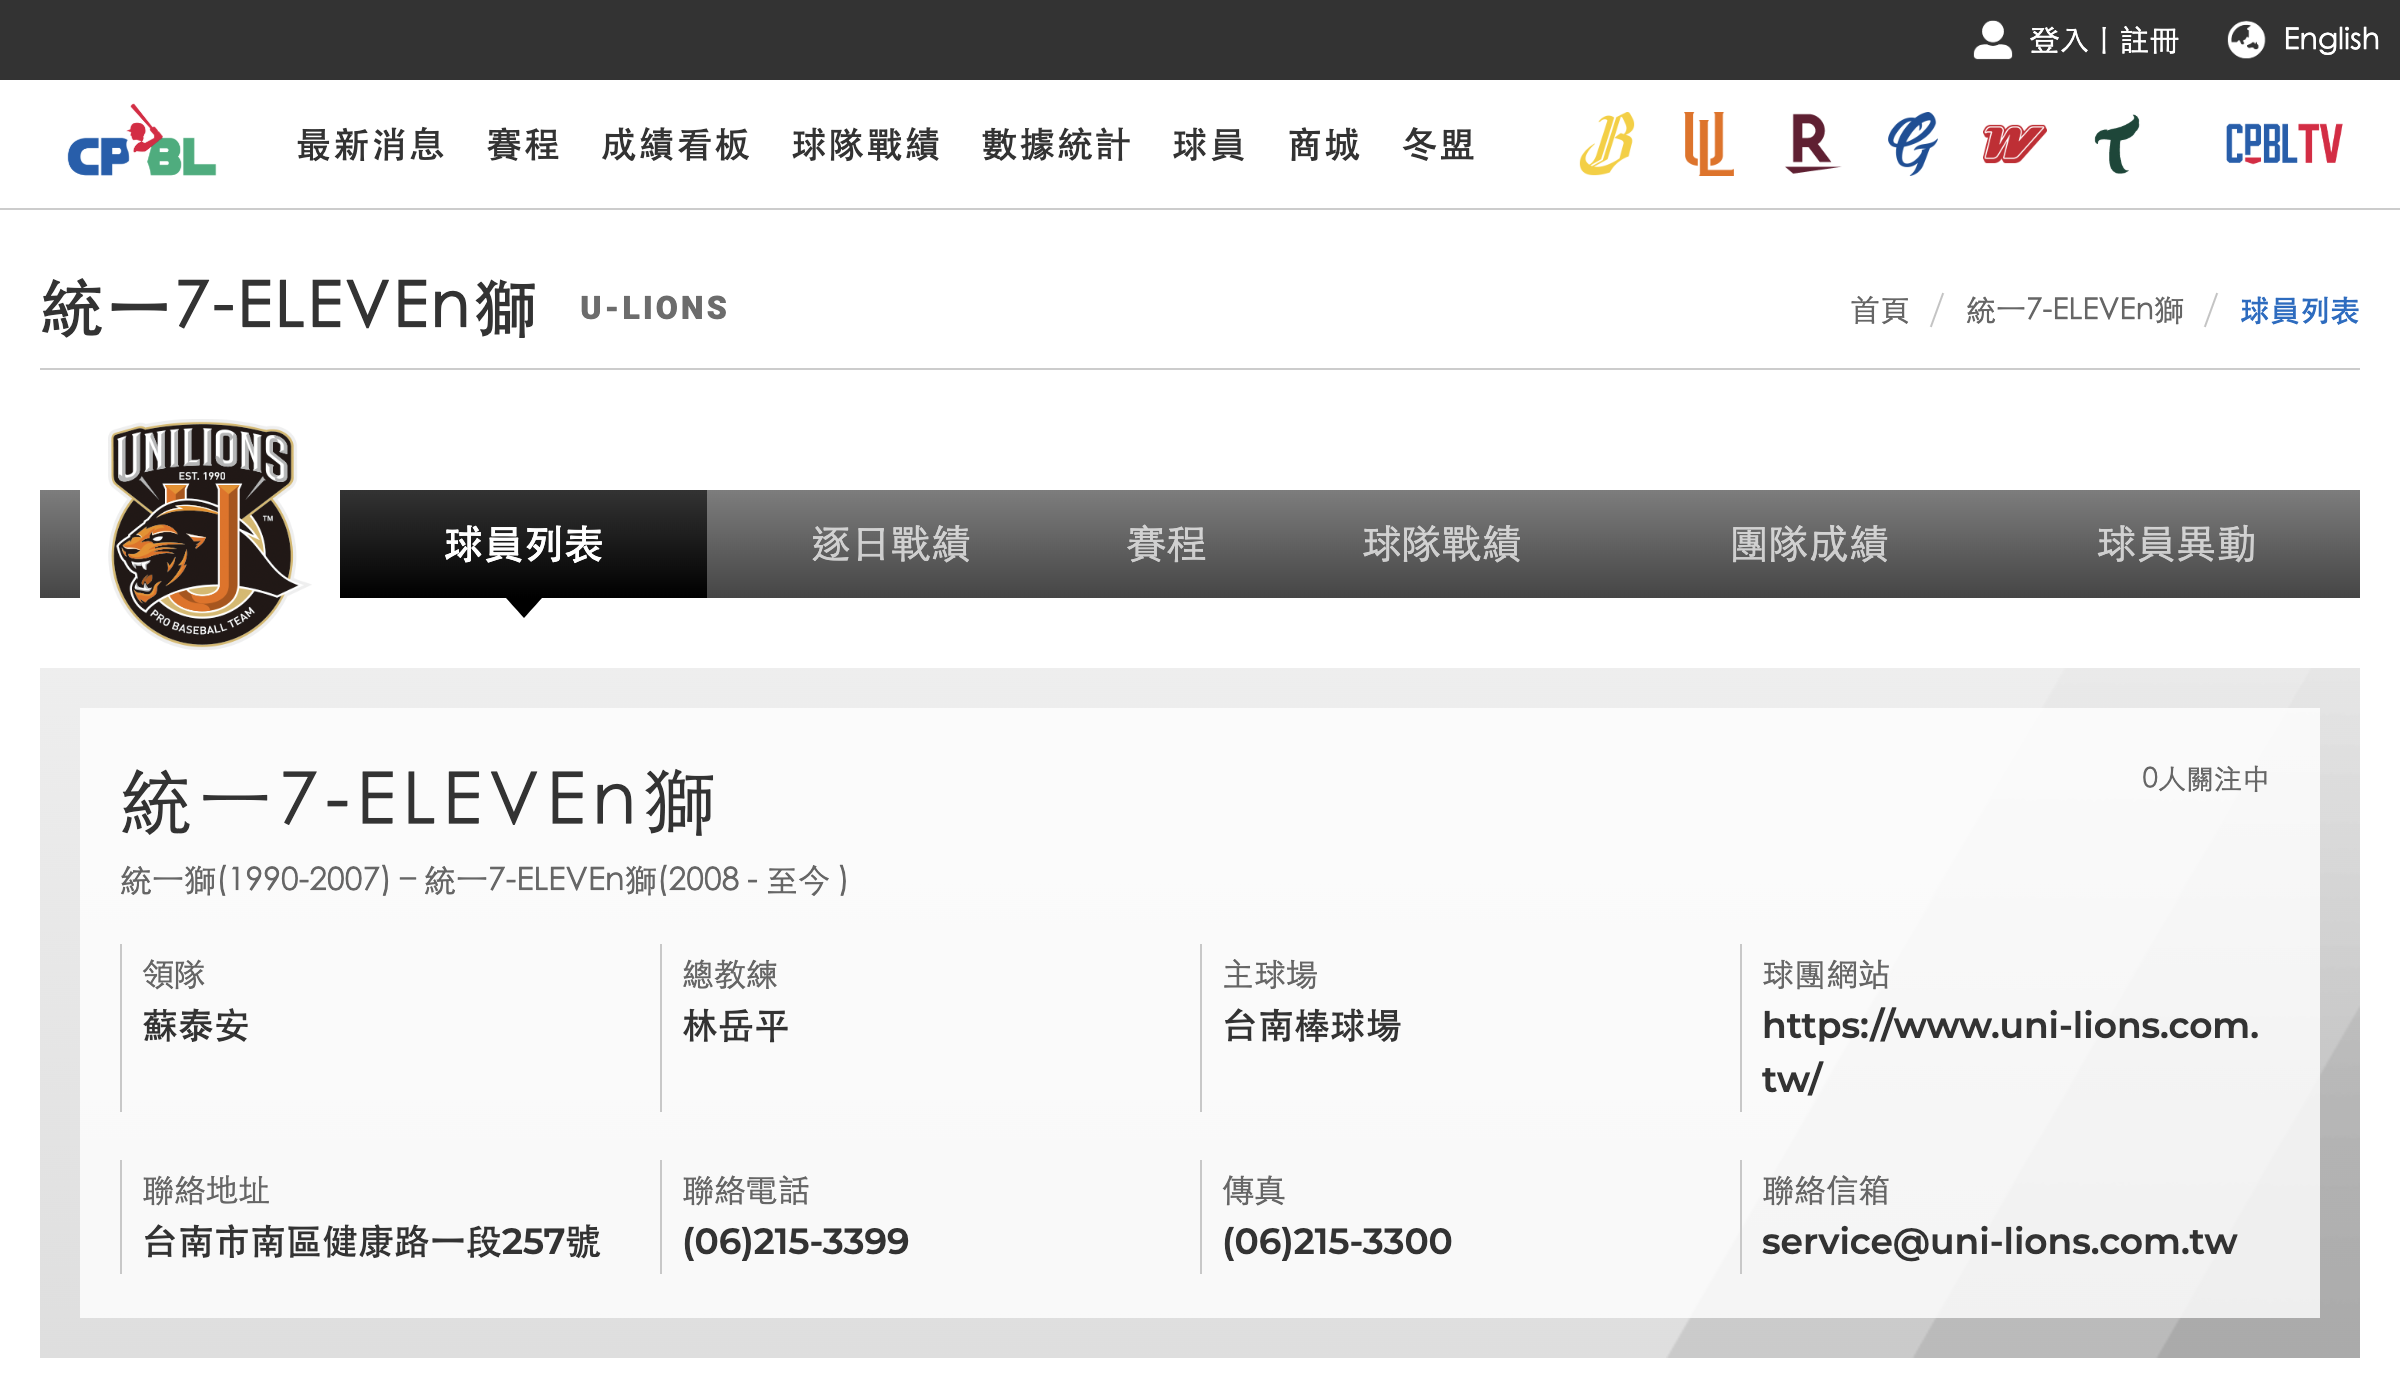 登入 | 註冊 English
CPBL 最新消息 賽程 成績看板 球隊戰績 數據統計 球員 商城 冬盟 B UL R G W T CPBLTV
統一7-ELEVEn獅 U-LIONS
首頁 / 統一7-ELEVEn獅 / 球員列表
UNILIONS
EST. 1990
U
TM
PRO BASEBALL TEAM
球員列表 逐日戰績 賽程 球隊戰績 團隊成績 球員異動
統一7-ELEVEn獅
0人關注中
統一獅(1990-2007) – 統一7-ELEVEn獅(2008 - 至今 )
領隊
蘇泰安
總教練
林岳平
主球場
台南棒球場
球團網站
https://www.uni-lions.com.
tw/
聯絡地址
台南市南區健康路一段257號
聯絡電話
(06)215-3399
傳真
(06)215-3300
聯絡信箱
service@uni-lions.com.tw